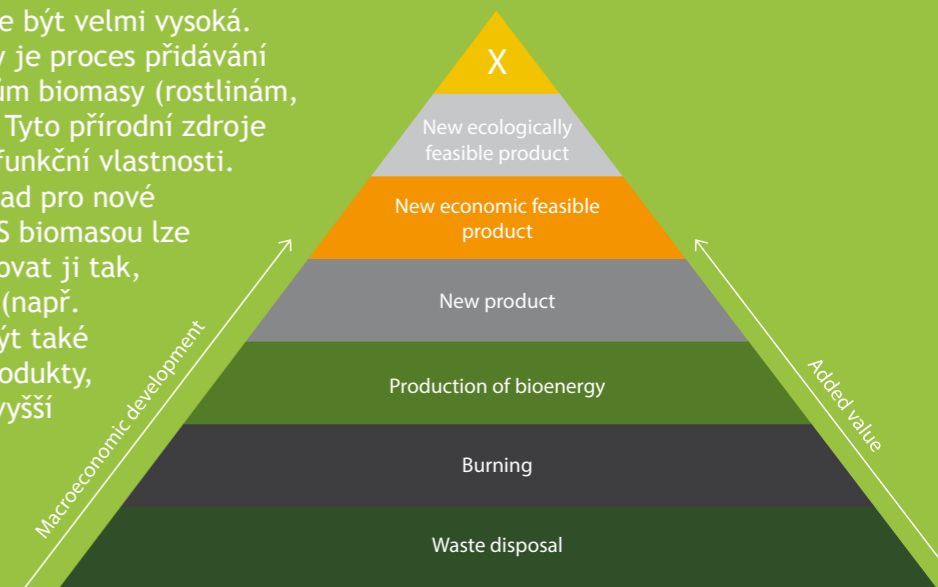 e být velmi vysoká.
y je proces přidávání
ům biomasy (rostlinám,
Tyto přírodní zdroje
funkční vlastnosti.
ad pro nové
S biomasou lze
ovat ji tak,
(např.
ýt také
odukty,
vyšší
X
New ecologically
feasible product
New economic feasible
product
New product
Production of bioenergy
Burning
Waste disposal
Macroeconomic development
Added value